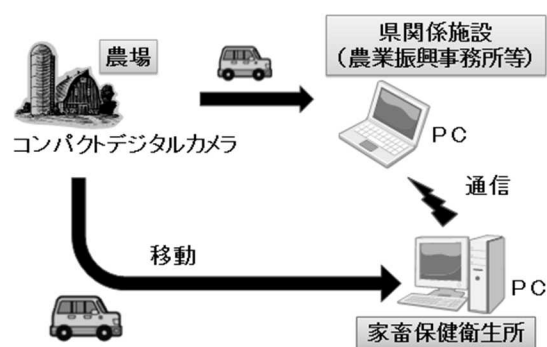 農場
県関係施設
（農業振興事務所等）
コンパクトデジタルカメラ
ＰＣ
通信
移動
ＰＣ
家畜保健衛生所